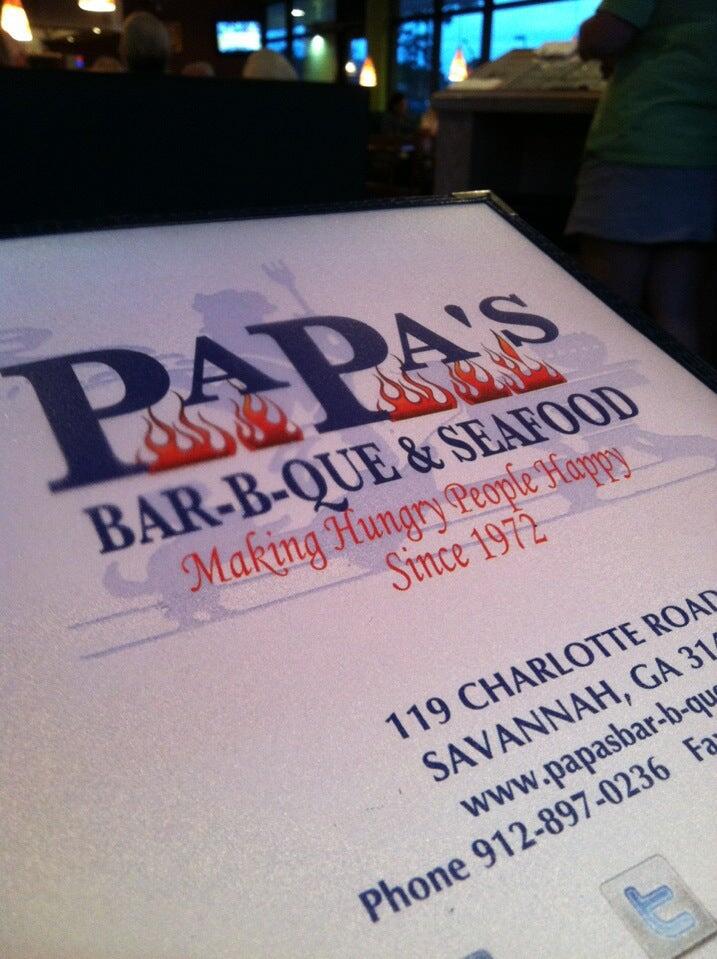 PAPA'S
BAR-B-QUE & SEAFOOD
Making Hungry People Happy
Since 1972
119 CHARLOTTE ROAD
SAVANNAH, GA
www.papasbar-b-que
Phone 912-897-0236
t